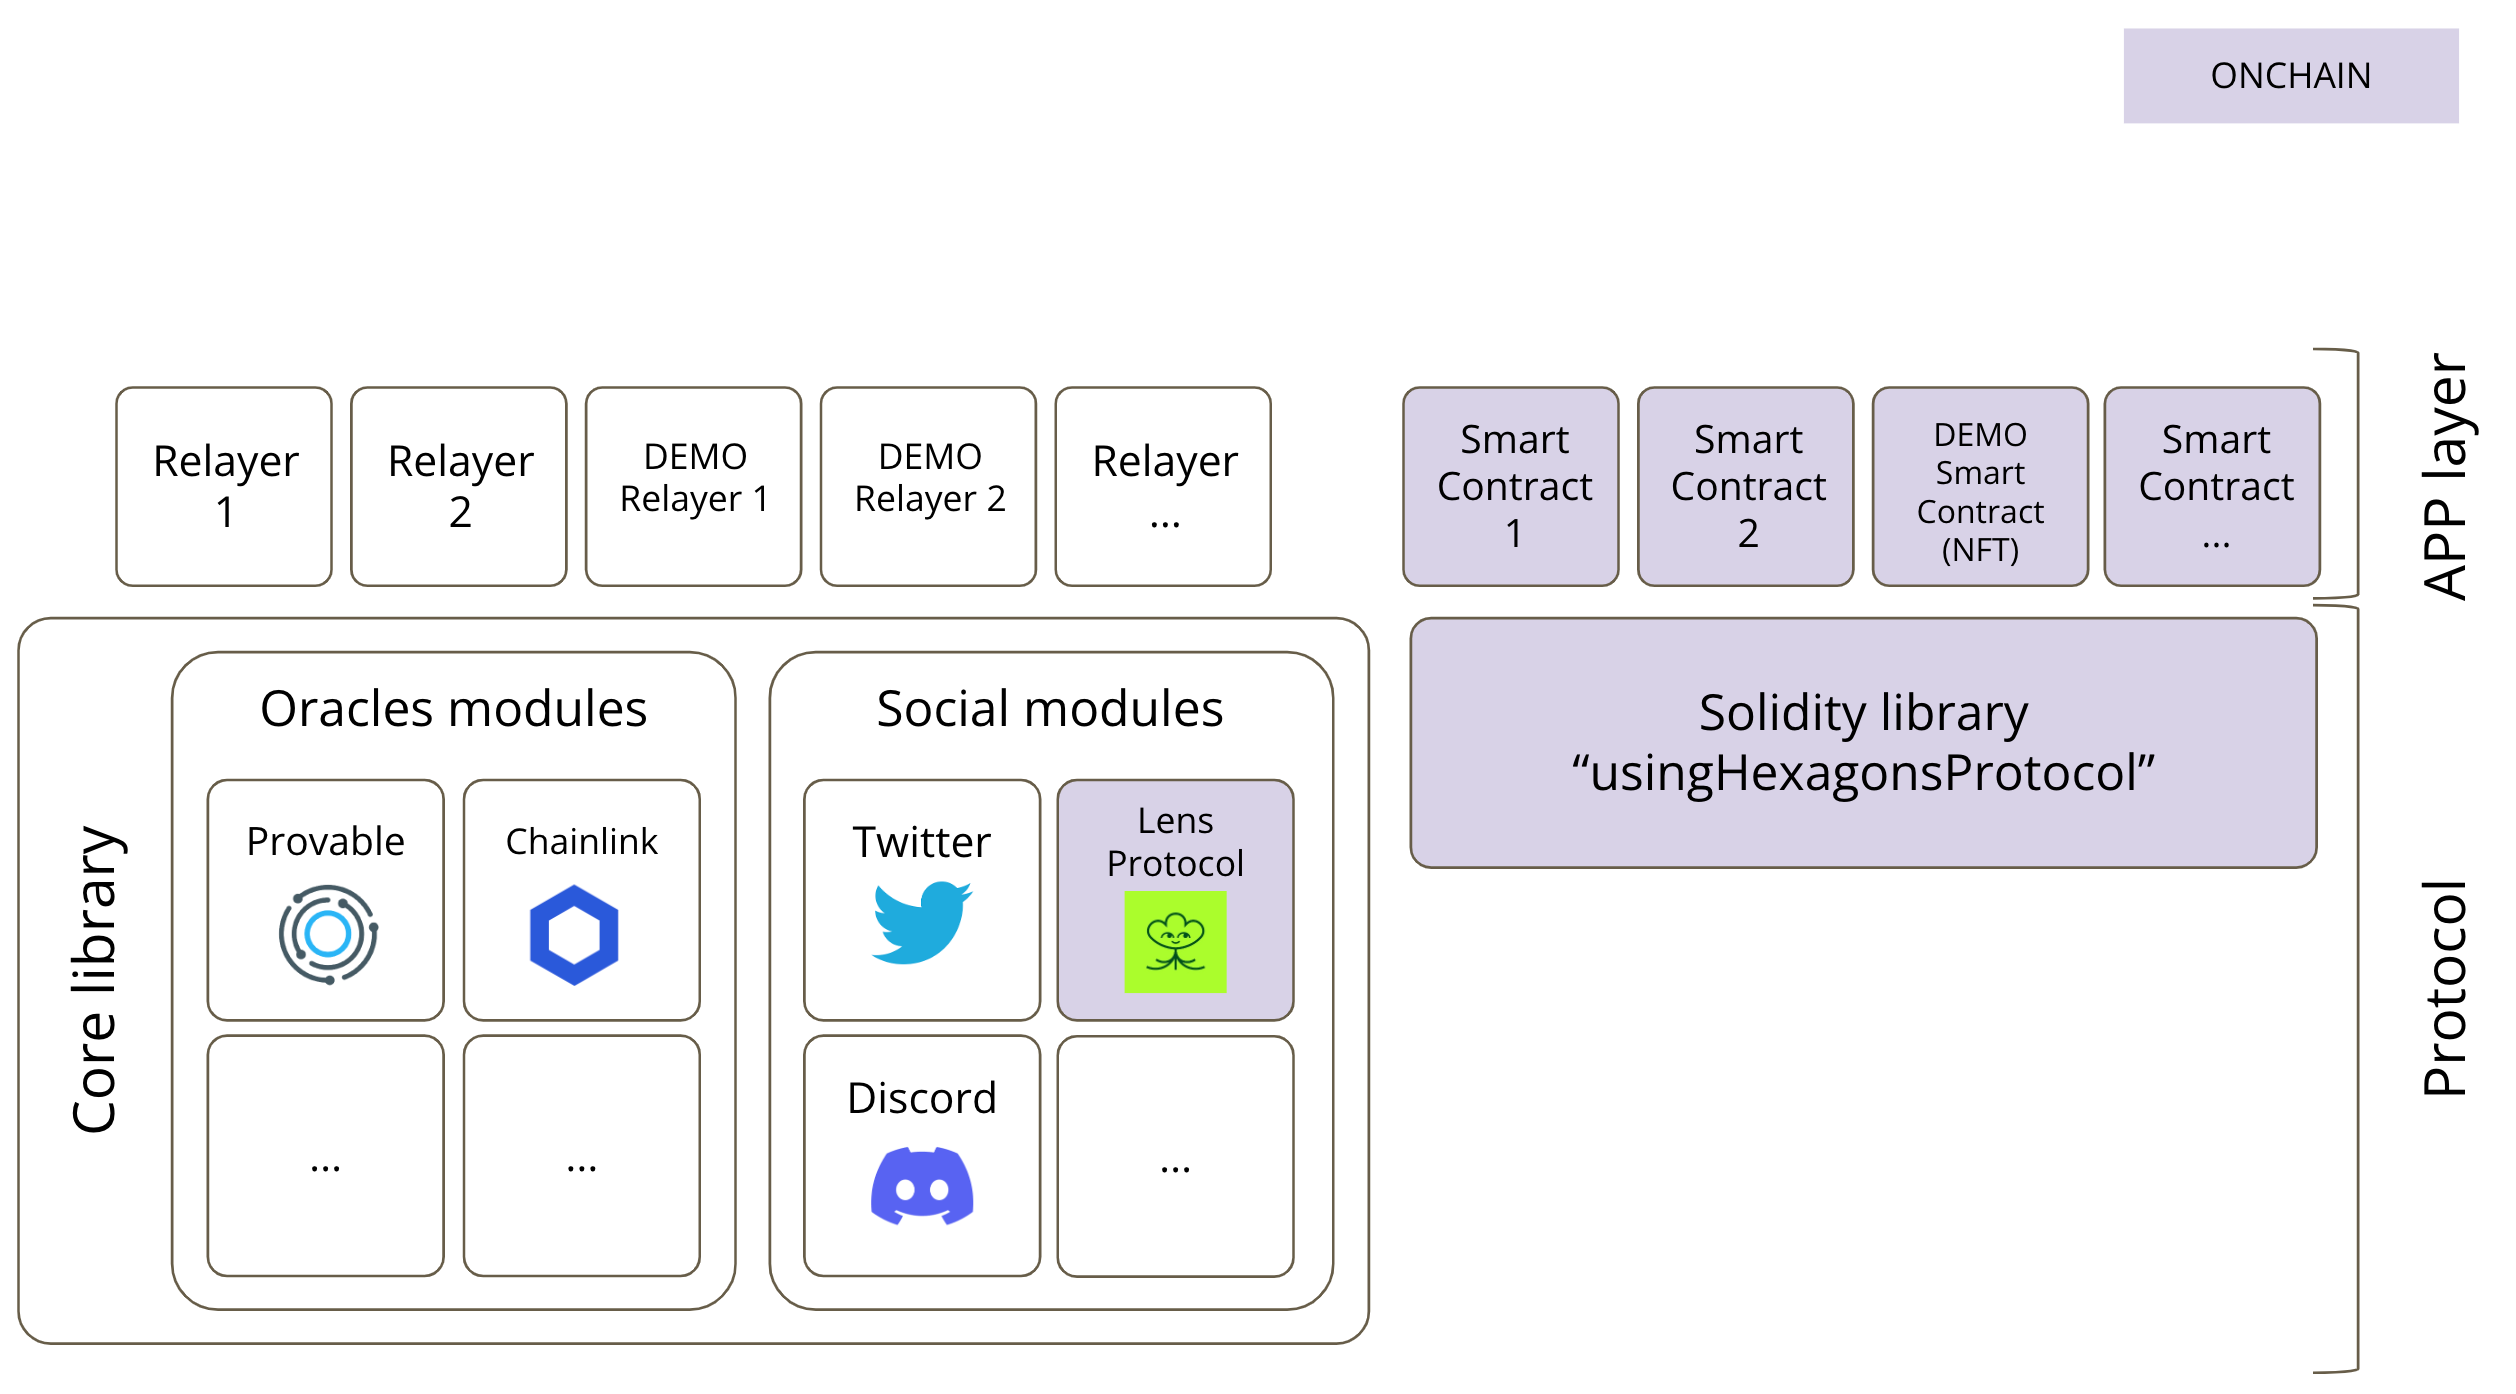 ONCHAIN
Relayer
1
Relayer
2
DEMO
Relayer 1
DEMO
Relayer 2
Relayer
...
Smart
Contract
1
Smart
Contract
2
DEMO
Smart
Contract
(NFT)
Smart
Contract
...
APP layer
Core library
Oracles modules
Provable
Chainlink
...
...
Social modules
Twitter
Lens
Protocol
Discord
...
Solidity library
“usingHexagonsProtocol”
Protocol